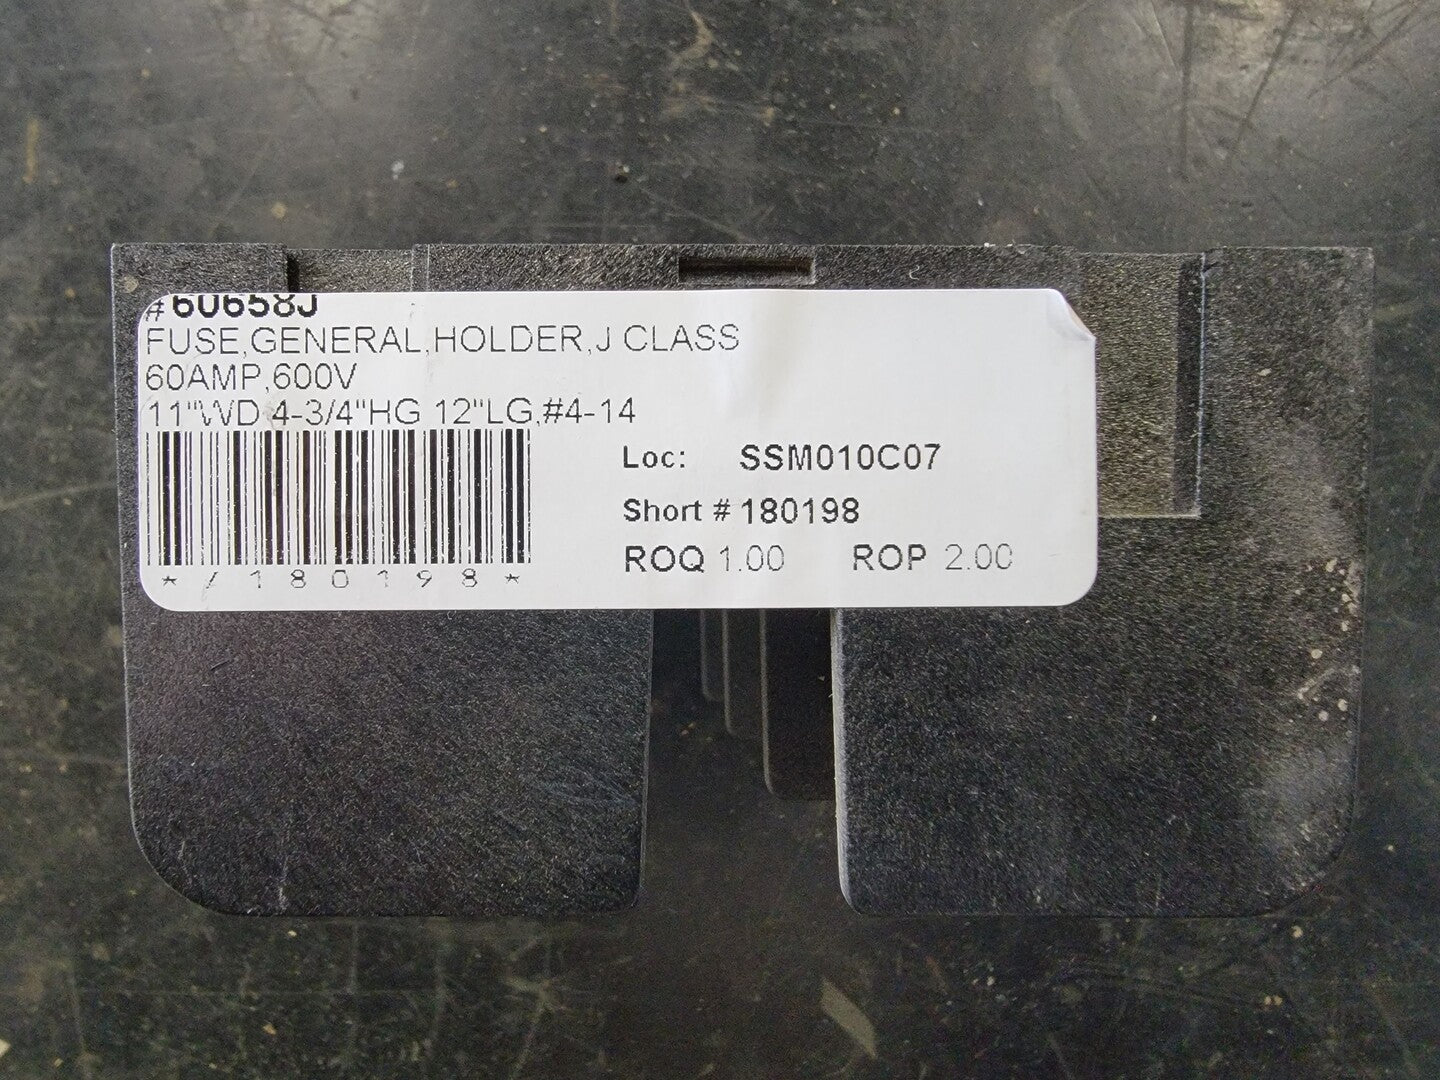 #60658J
FUSE,GENERAL,HOLDER,J CLASS
60AMP,600V
11"WD 4-3/4"HG 12"LG,#4-14
Loc: SSM010C07
Short # 180198
ROQ 1.00 ROP 2.00
*/180198*